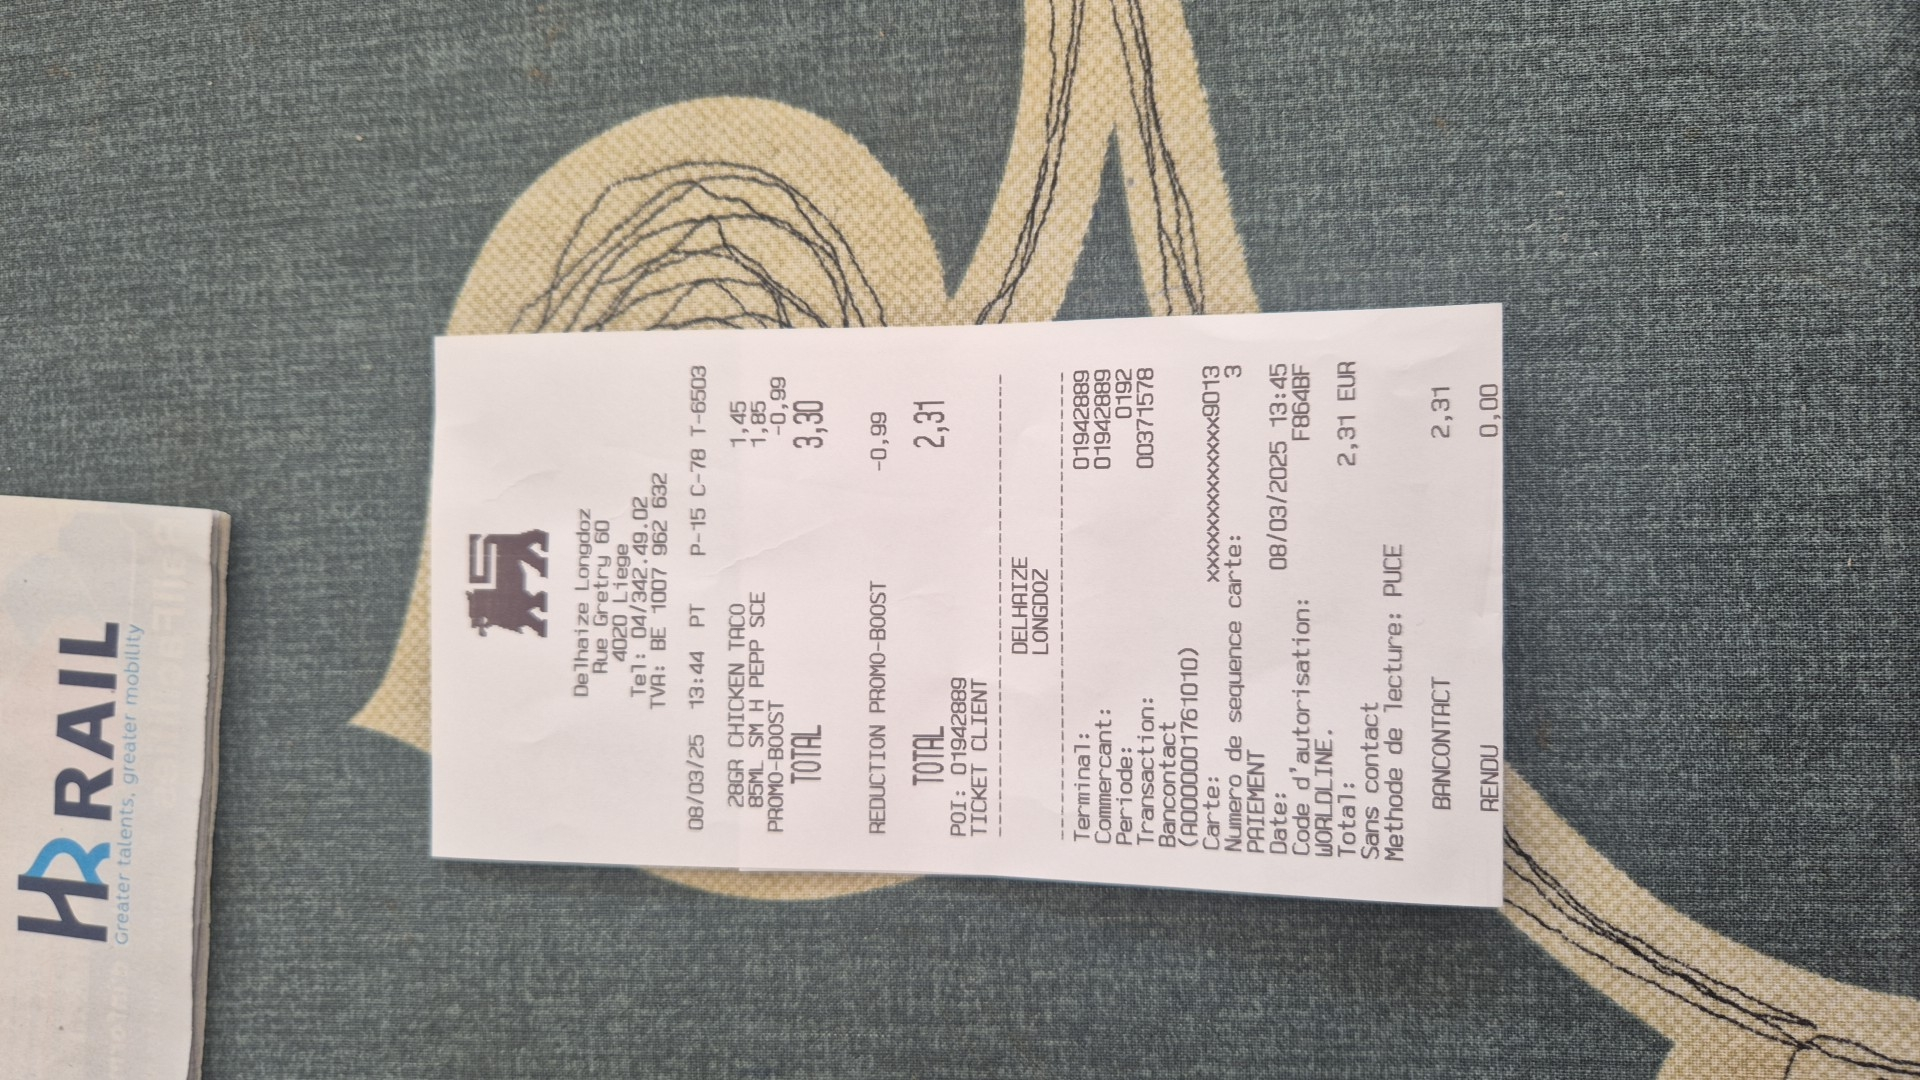 HR RAIL
Greater talents, greater mobility
Delhaize Longdoz
Rue Gretry 60
4020 Liege
Tel: 04/342.49.02
TVA: BE 1007 962 632
08/03/25 13:44 PT P-15 C-78 T-6503
28GR CHICKEN TACO 1,45
85ML SM H PEPP SCE 1,85
PROMO-BOOST -0,99
TOTAL 3,30
REDUCTION PROMO-BOOST -0,99
TOTAL 2,31
POI: 01942889
TICKET CLIENT
DELHAIZE
LONGDOZ
Terminal: 01942889
Commercant: 01942889
Periode: 0192
Transaction: 00371578
Bancontact
(A0000001761010)
Carte: xxxxxxxxxxxxxxx9013
Numero de sequence carte: 3
PAIEMENT
Date: 08/03/2025 13:45
Code d'autorisation: F864BF
WORLDLINE.
Total: 2,31 EUR
Sans contact
Methode de lecture: PUCE
BANCONTACT 2,31
RENDU 0,00